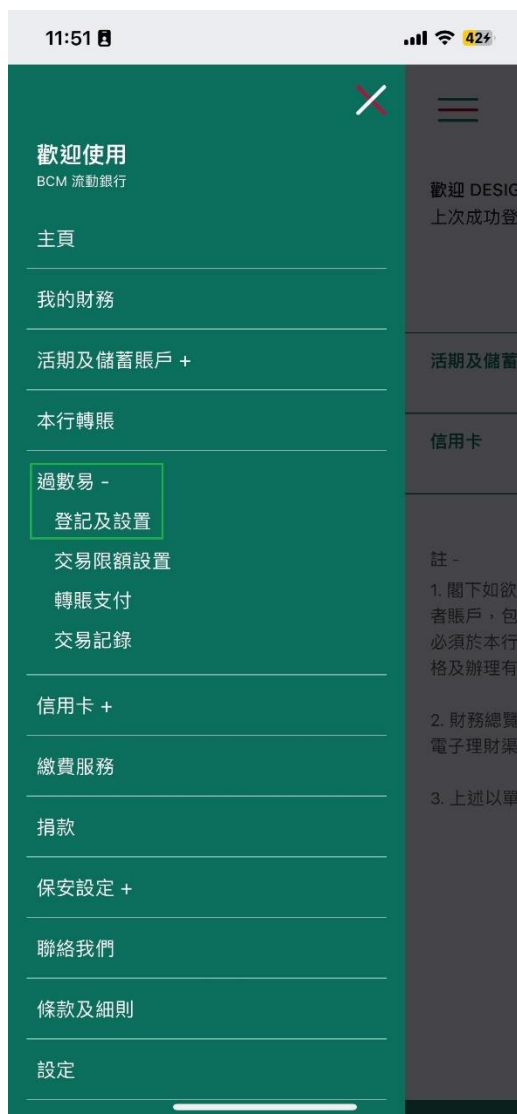 11:51
42
歡迎使用
BCM 流動銀行
主頁
我的財務
活期及儲蓄賬戶 +
本行轉賬
過數易 -
登記及設置
交易限額設置
轉賬支付
交易記錄
信用卡 +
繳費服務
捐款
保安設定 +
聯絡我們
條款及細則
設定
歡迎 DESIG
上次成功登
活期及儲蓄
信用卡
註 -
1. 閣下如欲
者賬戶,包
必須於本行
格及辦理有
2. 財務總覽
電子理財渠
3. 上述以單